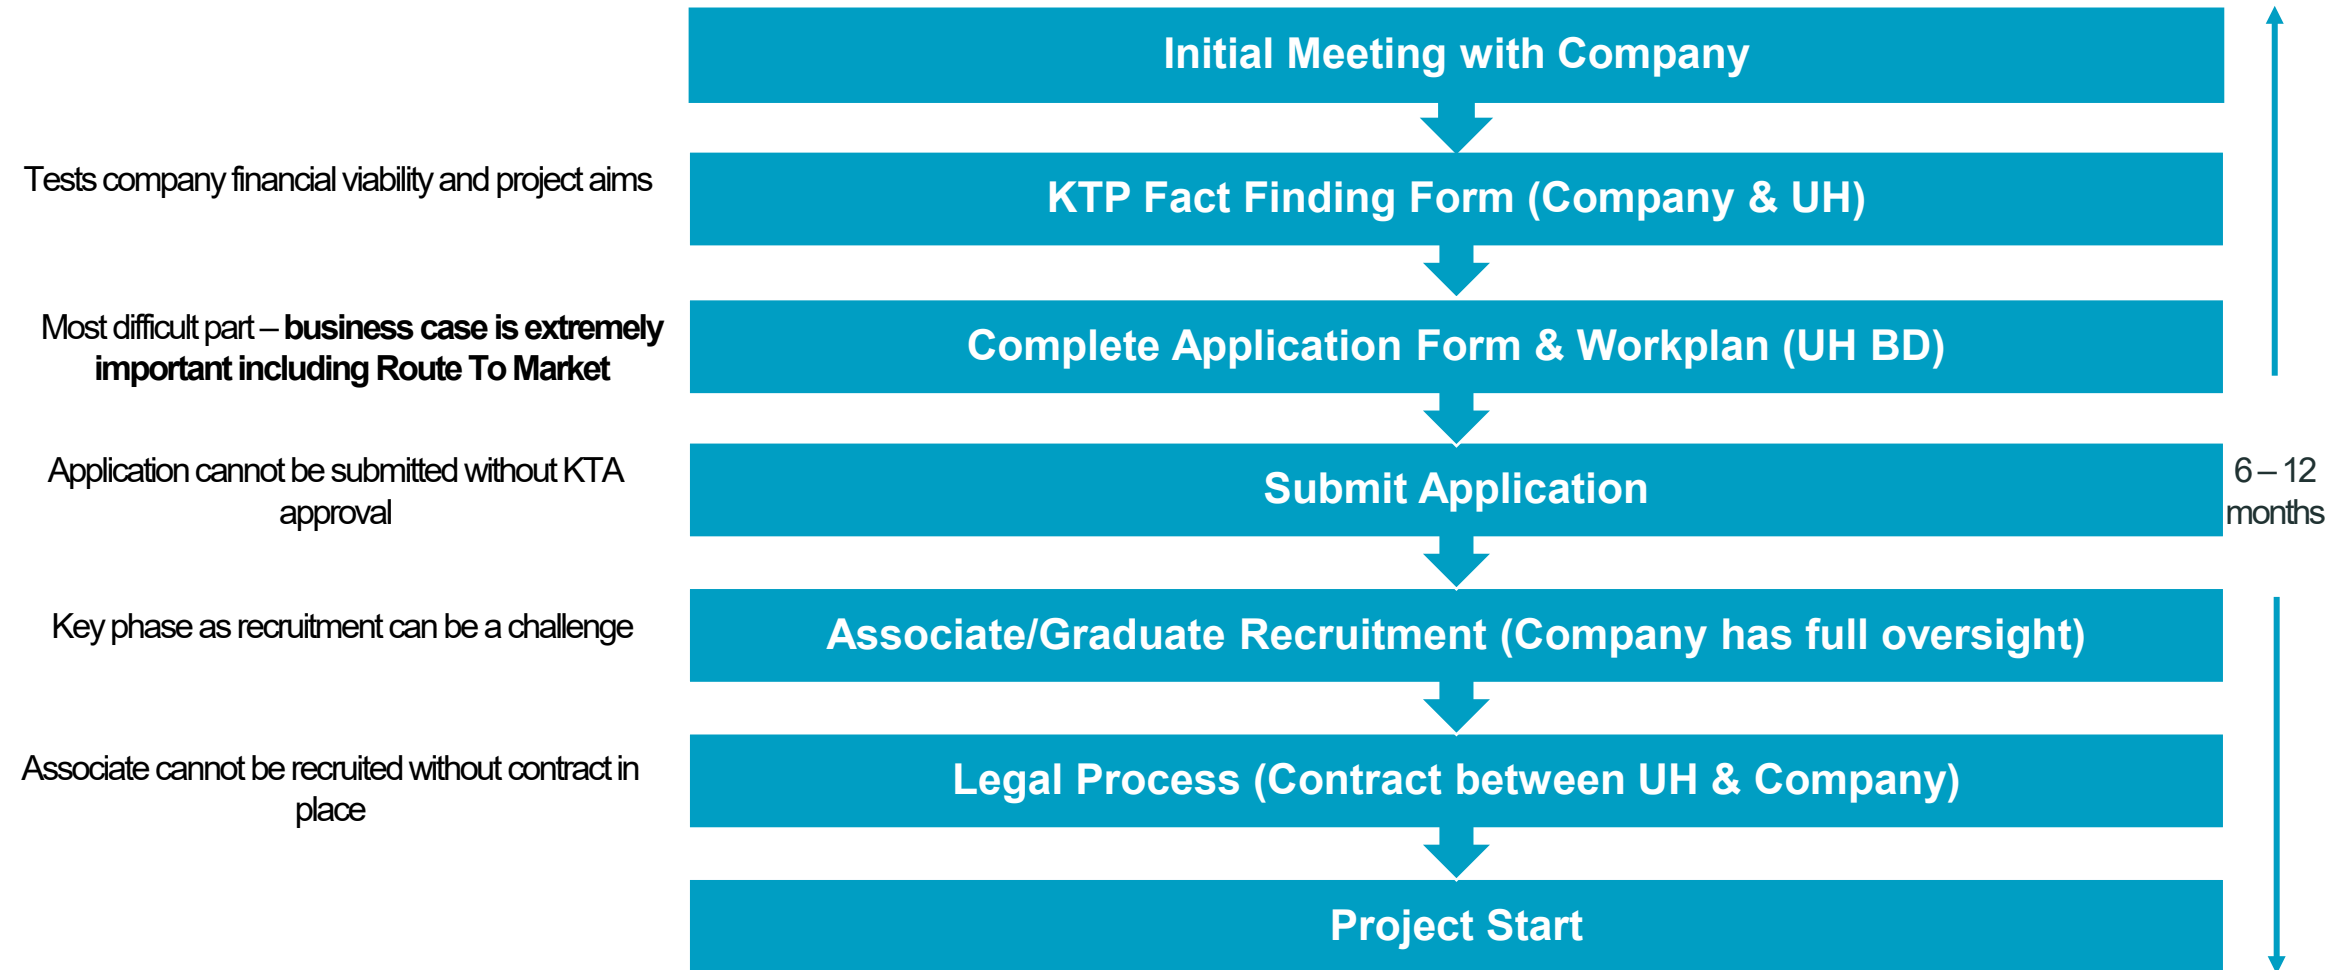 Initial Meeting with Company
Tests company financial viability and project aims
KTP Fact Finding Form (Company & UH)
Most difficult part – business case is extremely
important including Route To Market
Complete Application Form & Workplan (UH BD)
Application cannot be submitted without KTA
approval
Submit Application
6 – 12
months
Key phase as recruitment can be a challenge
Associate/Graduate Recruitment (Company has full oversight)
Associate cannot be recruited without contract in
place
Legal Process (Contract between UH & Company)
Project Start